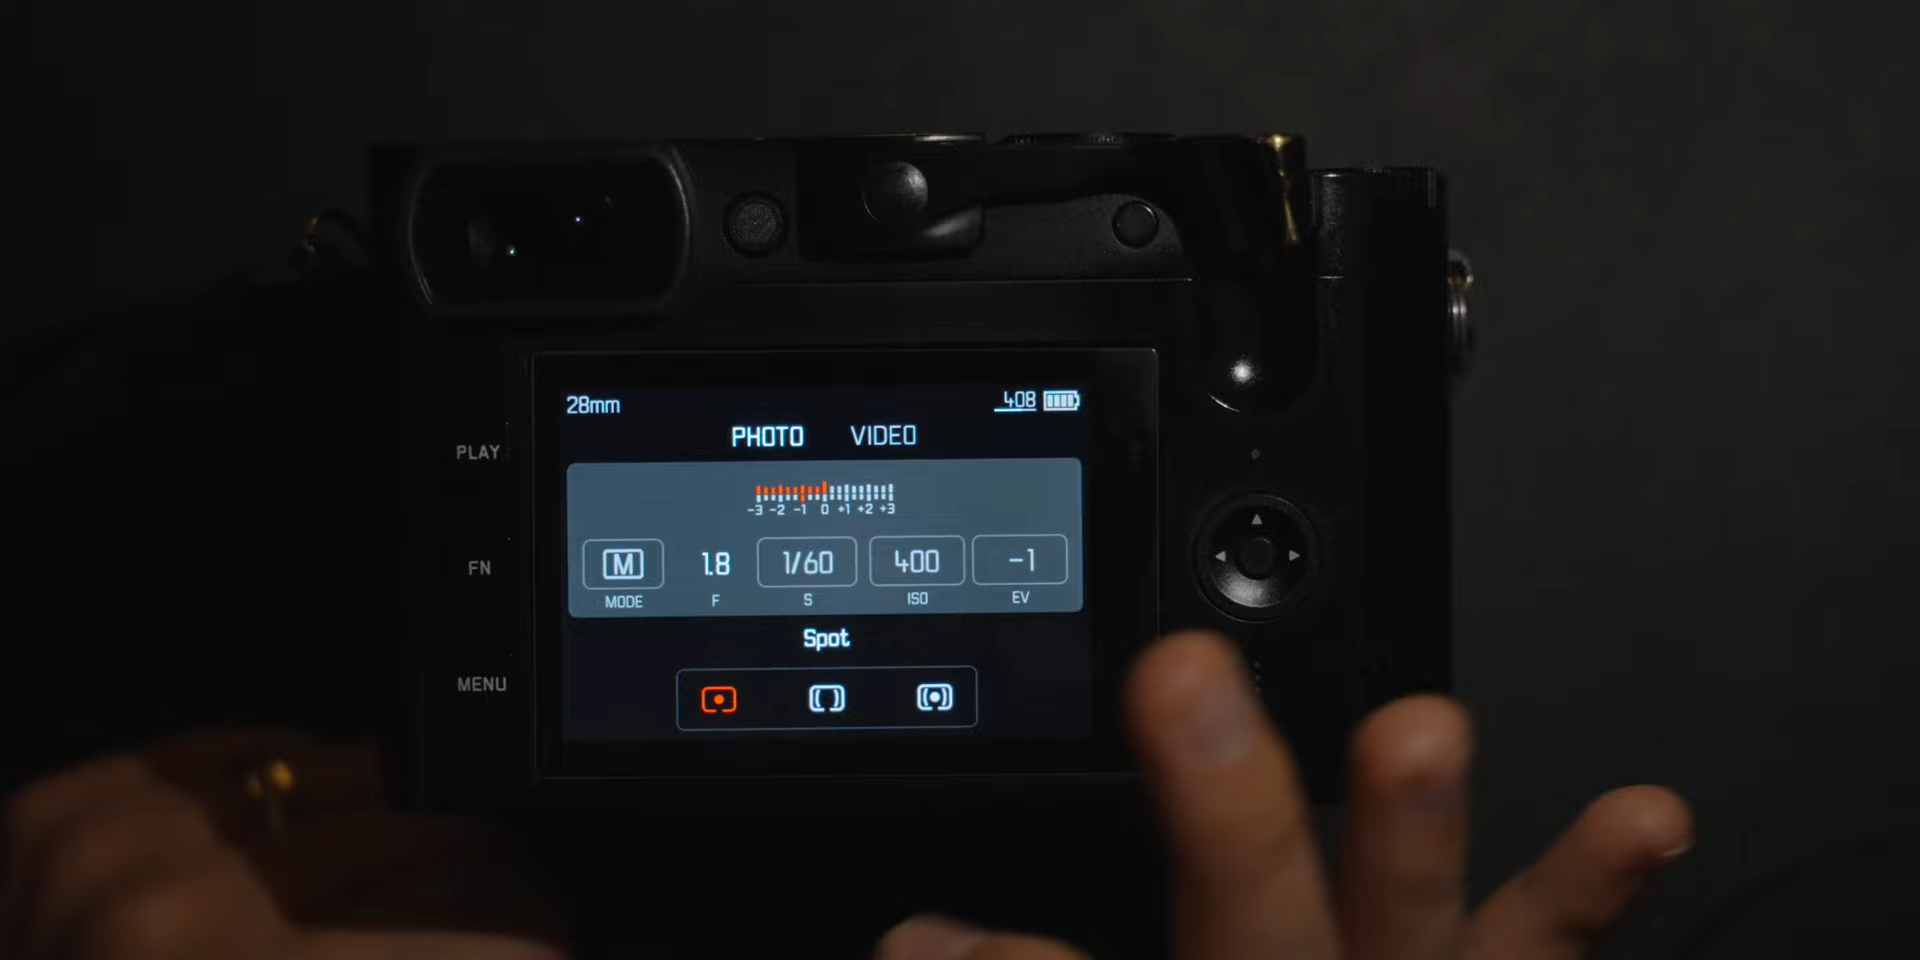 28mm 408
PHOTO VIDEO
-3 -2 -1 0 +1 +2 +3
M 1.8 1/60 400 -1
MODE F S ISO EV
Spot
PLAY
FN
MENU